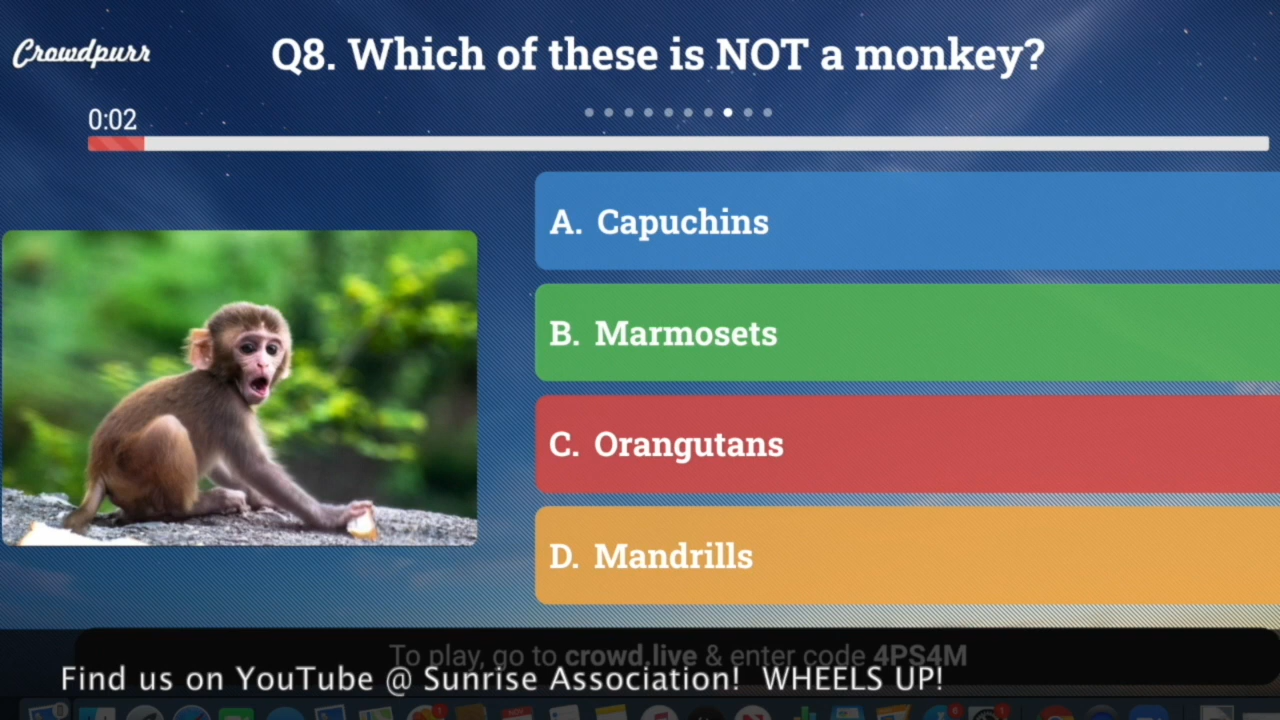 Crowdpurr
Q8. Which of these is NOT a monkey?
0:02
A. Capuchins
B. Marmosets
C. Orangutans
D. Mandrills
To play, go to crowd.live & enter code 4PS4M
Find us on YouTube @ Sunrise Association! WHEELS UP!